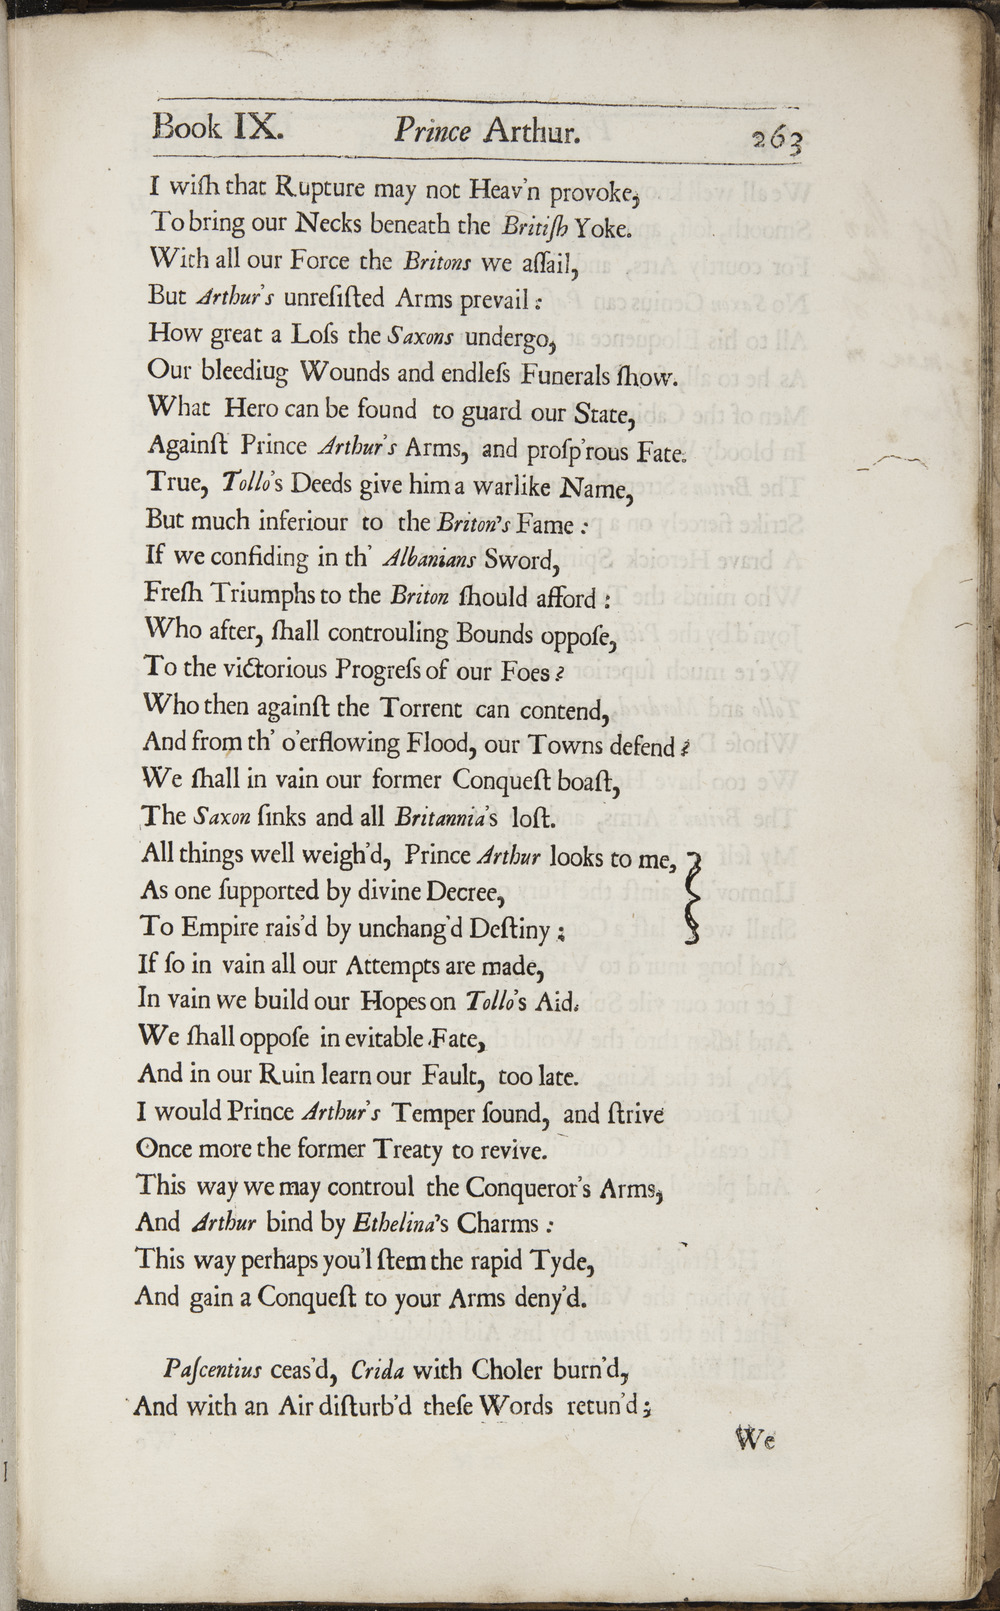 Book IX. Prince Arthur. 263
I wiſh that Rupture may not Heav'n provoke,
To bring our Necks beneath the Britiſh Yoke.
With all our Force the Britons we aſſail,
But Arthur's unreſiſted Arms prevail :
How great a Loſs the Saxons undergo,
Our bleediug Wounds and endleſs Funerals ſhow.
What Hero can be found to guard our State,
Againſt Prince Arthur's Arms, and proſp'rous Fate.
True, Tollo's Deeds give him a warlike Name,
But much inferiour to the Briton's Fame :
If we confiding in th' Albanians Sword,
Freſh Triumphs to the Briton ſhould afford :
Who after, ſhall controuling Bounds oppoſe,
To the victorious Progreſs of our Foes ?
Who then againſt the Torrent can contend,
And from th' o'erflowing Flood, our Towns defend ?
We ſhall in vain our former Conqueſt boaſt,
The Saxon ſinks and all Britannia's loſt.
All things well weigh'd, Prince Arthur looks to me,
As one ſupported by divine Decree,
To Empire rais'd by unchang'd Deſtiny ;
If ſo in vain all our Attempts are made,
In vain we build our Hopes on Tollo's Aid.
We ſhall oppoſe in evitable Fate,
And in our Ruin learn our Fault, too late.
I would Prince Arthur's Temper ſound, and ſtrive
Once more the former Treaty to revive.
This way we may controul the Conqueror's Arms,
And Arthur bind by Ethelina's Charms :
This way perhaps you'l ſtem the rapid Tyde,
And gain a Conqueſt to your Arms deny'd.
Paſcentius ceas'd, Crida with Choler burn'd,
And with an Air diſturb'd theſe Words retun'd ;
We